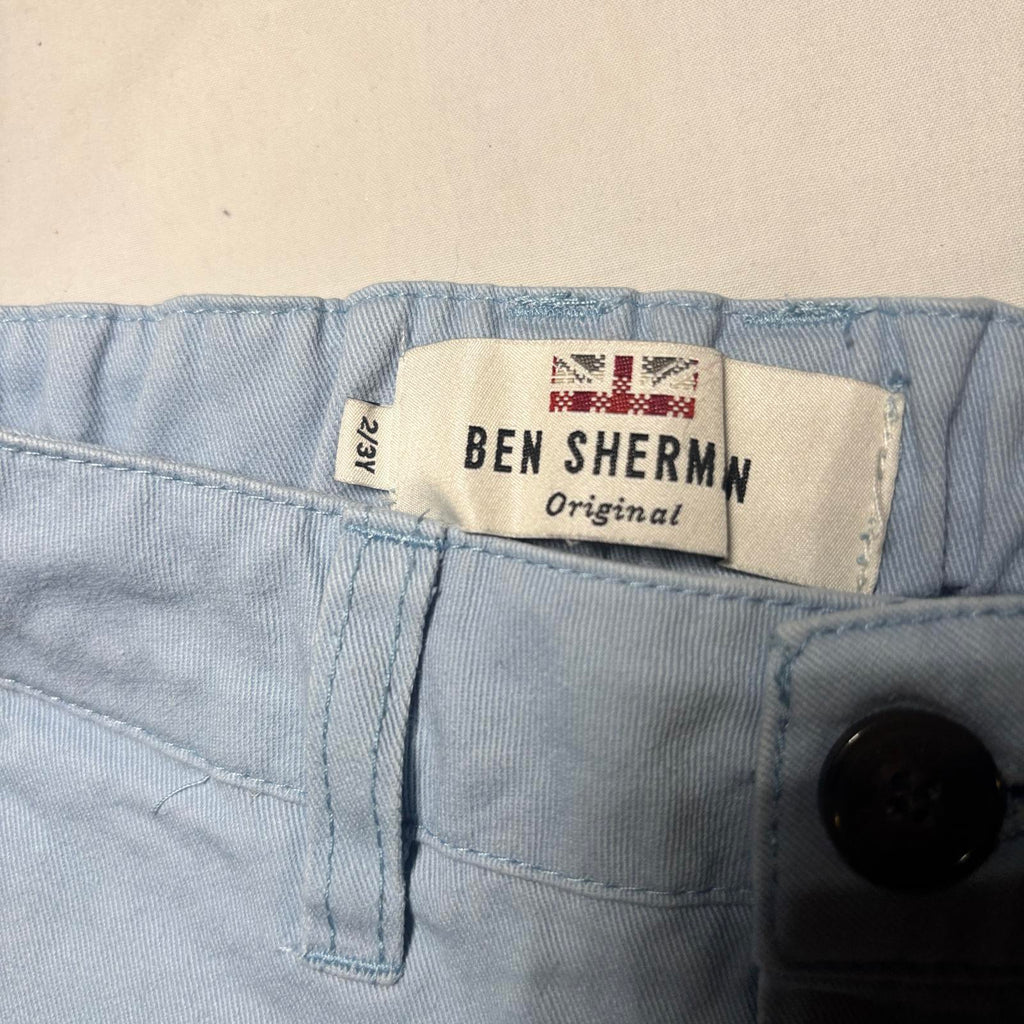 2/3Y
BEN SHERMN
Original